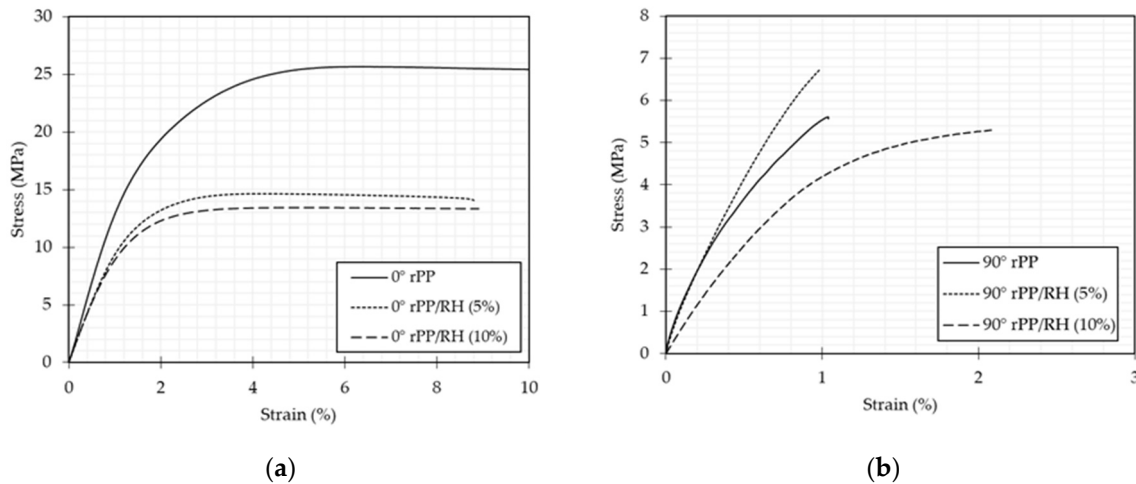 30
25
20
15
10
5
0
Stress (MPa)
0° rPP
0° rPP/RH (5%)
0° rPP/RH (10%)
0 2 4 6 8 10
Strain (%)
(a)
8
7
6
5
4
3
2
1
0
Stress (MPa)
90° rPP
90° rPP/RH (5%)
90° rPP/RH (10%)
0 1 2 3
Strain (%)
(b)